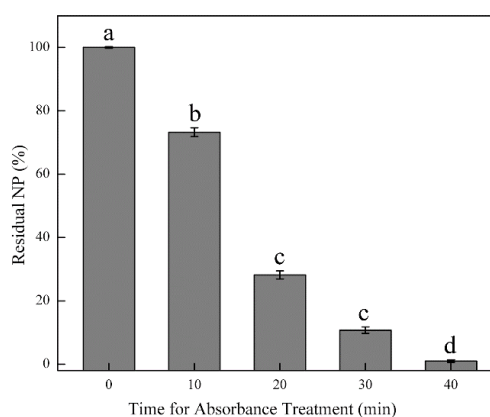 100
80
60
40
20
0
Residual NP (%)
a
b
c
c
d
0 10 20 30 40
Time for Absorbance Treatment (min)